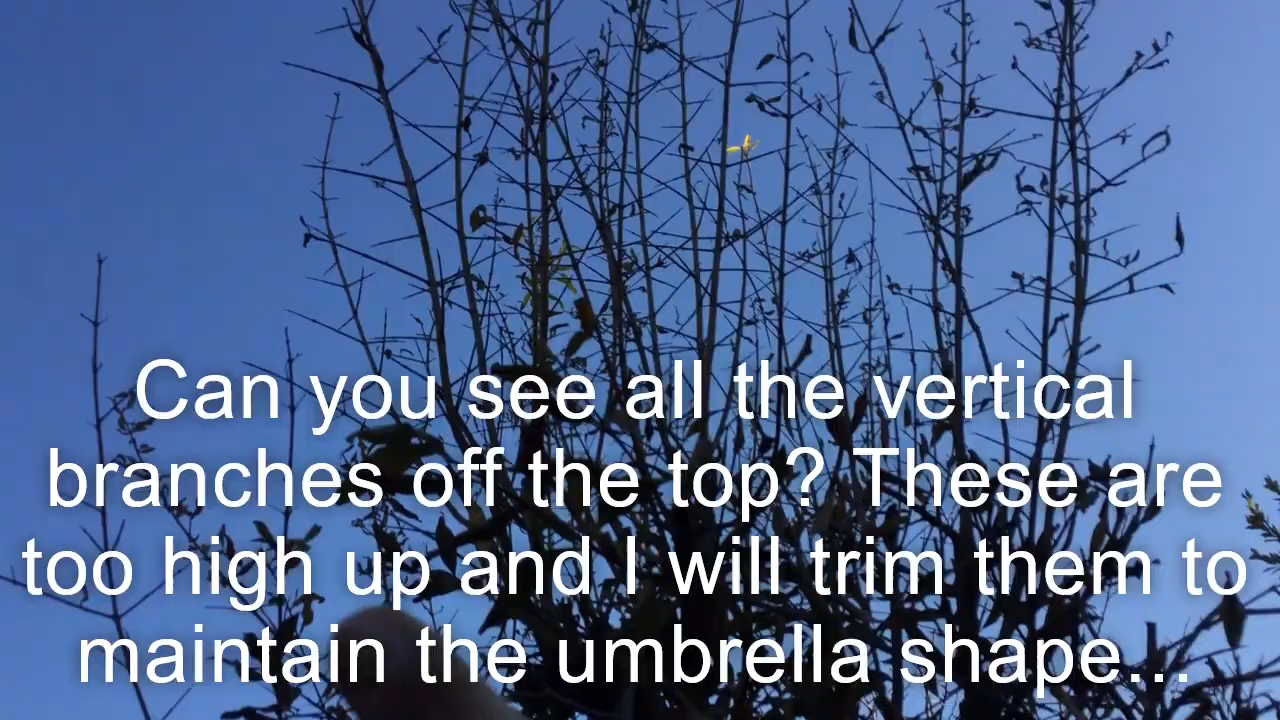 Can you see all the vertical
branches off the top? These are
too high up and I will trim them to
maintain the umbrella shape...